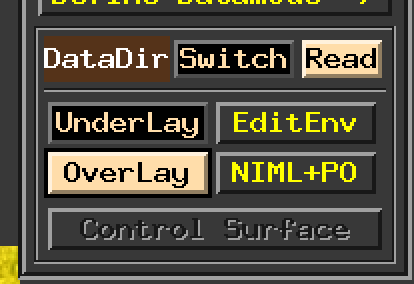 DataDir Switch Read
UnderLay EditEnv
OverLay NIML+PO
Control Surface